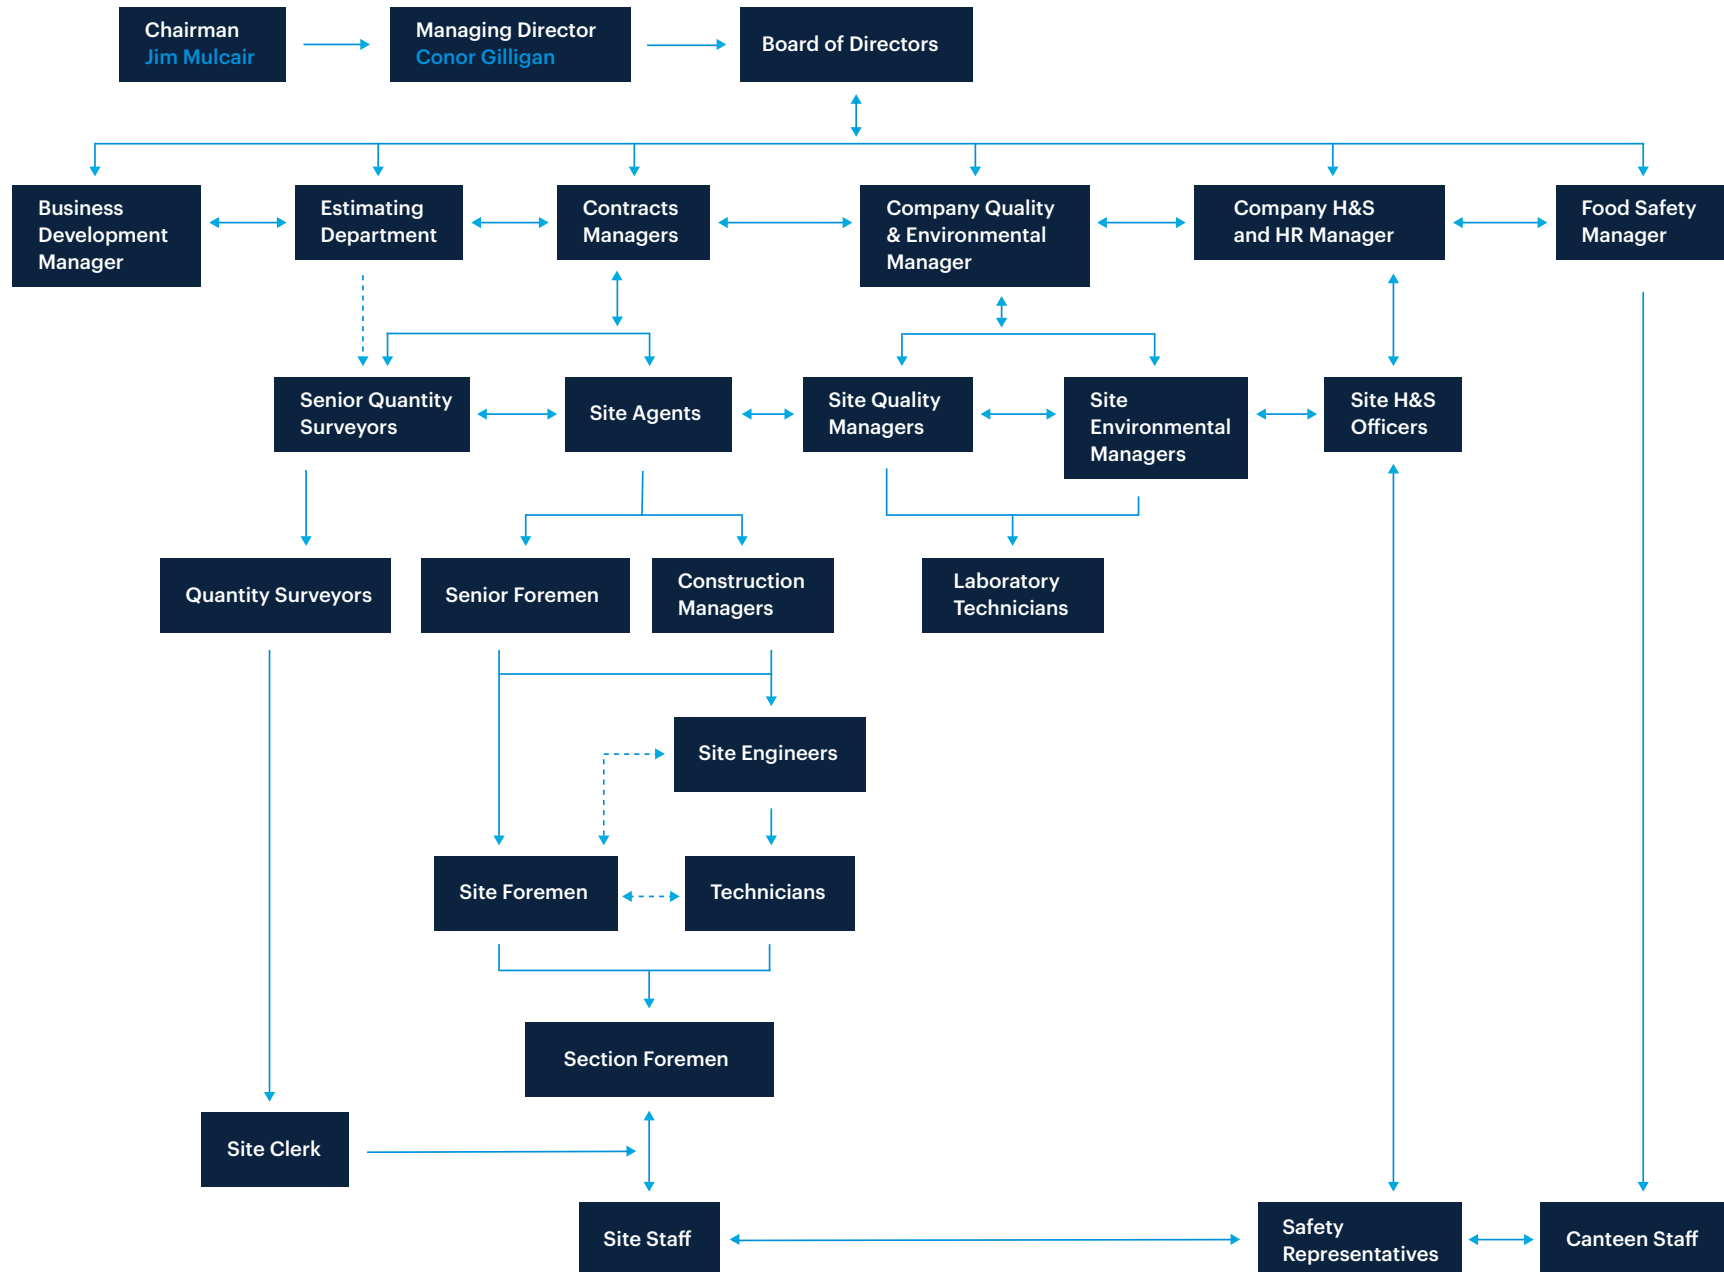 Chairman
Jim Mulcair
Managing Director
Conor Gilligan
Board of Directors
Business
Development
Manager
Estimating
Department
Contracts
Managers
Company Quality
& Environmental
Manager
Company H&S
and HR Manager
Food Safety
Manager
Senior Quantity
Surveyors
Site Agents
Site Quality
Managers
Site
Environmental
Managers
Site H&S
Officers
Quantity Surveyors
Senior Foremen
Construction
Managers
Laboratory
Technicians
Site Engineers
Site Foremen
Technicians
Section Foremen
Site Clerk
Site Staff
Safety
Representatives
Canteen Staff